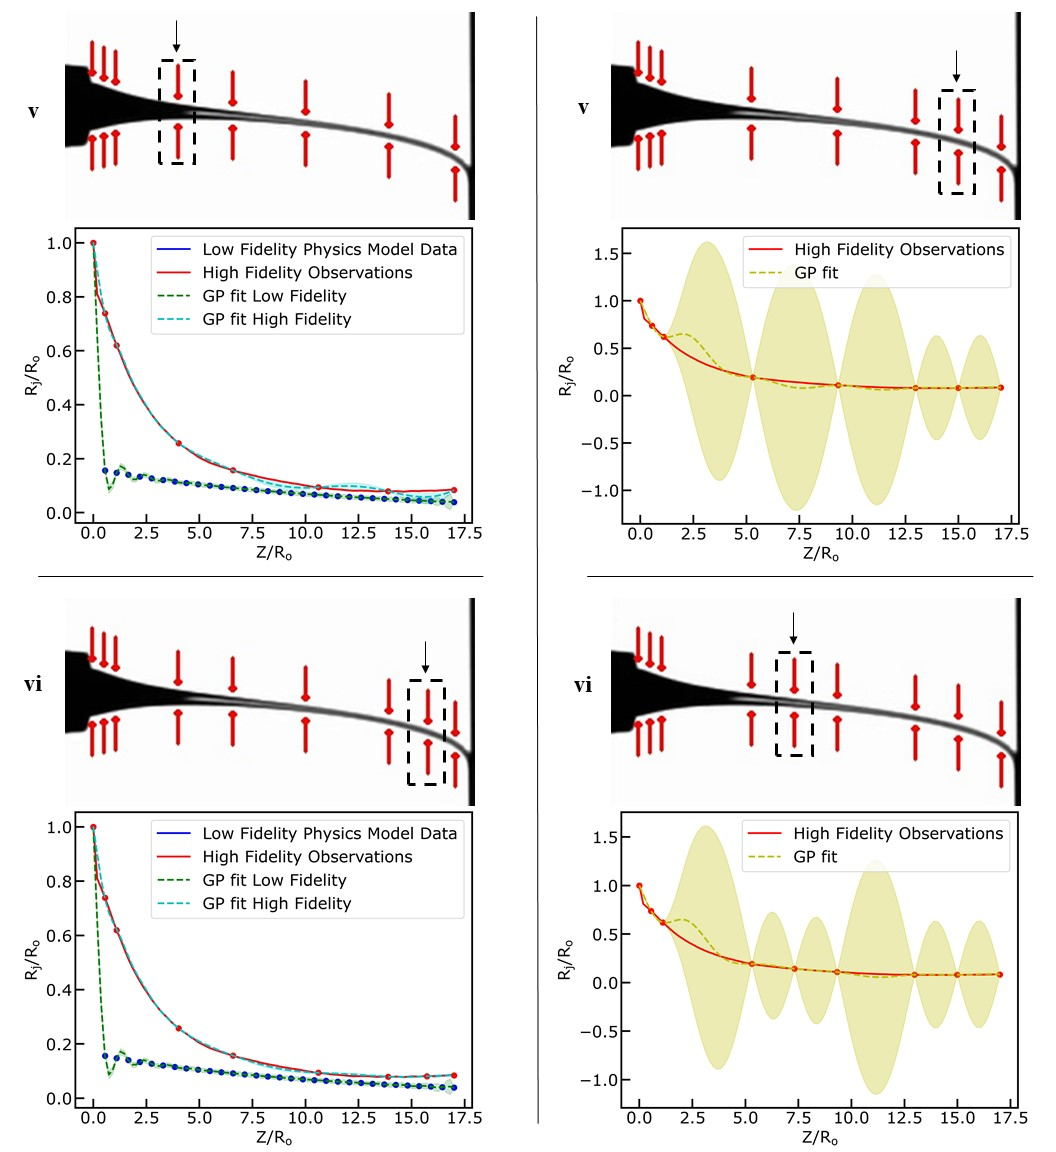 v
Low Fidelity Physics Model Data
High Fidelity Observations
GP fit Low Fidelity
GP fit High Fidelity
1.0
0.8
0.6
0.4
0.2
0.0
Rj/Ro
0.0 2.5 5.0 7.5 10.0 12.5 15.0 17.5
Z/Ro
v
High Fidelity Observations
GP fit
1.5
1.0
0.5
0.0
−0.5
−1.0
Rj/Ro
0.0 2.5 5.0 7.5 10.0 12.5 15.0 17.5
Z/Ro
vi
Low Fidelity Physics Model Data
High Fidelity Observations
GP fit Low Fidelity
GP fit High Fidelity
1.0
0.8
0.6
0.4
0.2
0.0
Rj/Ro
0.0 2.5 5.0 7.5 10.0 12.5 15.0 17.5
Z/Ro
vi
High Fidelity Observations
GP fit
1.5
1.0
0.5
0.0
−0.5
−1.0
Rj/Ro
0.0 2.5 5.0 7.5 10.0 12.5 15.0 17.5
Z/Ro